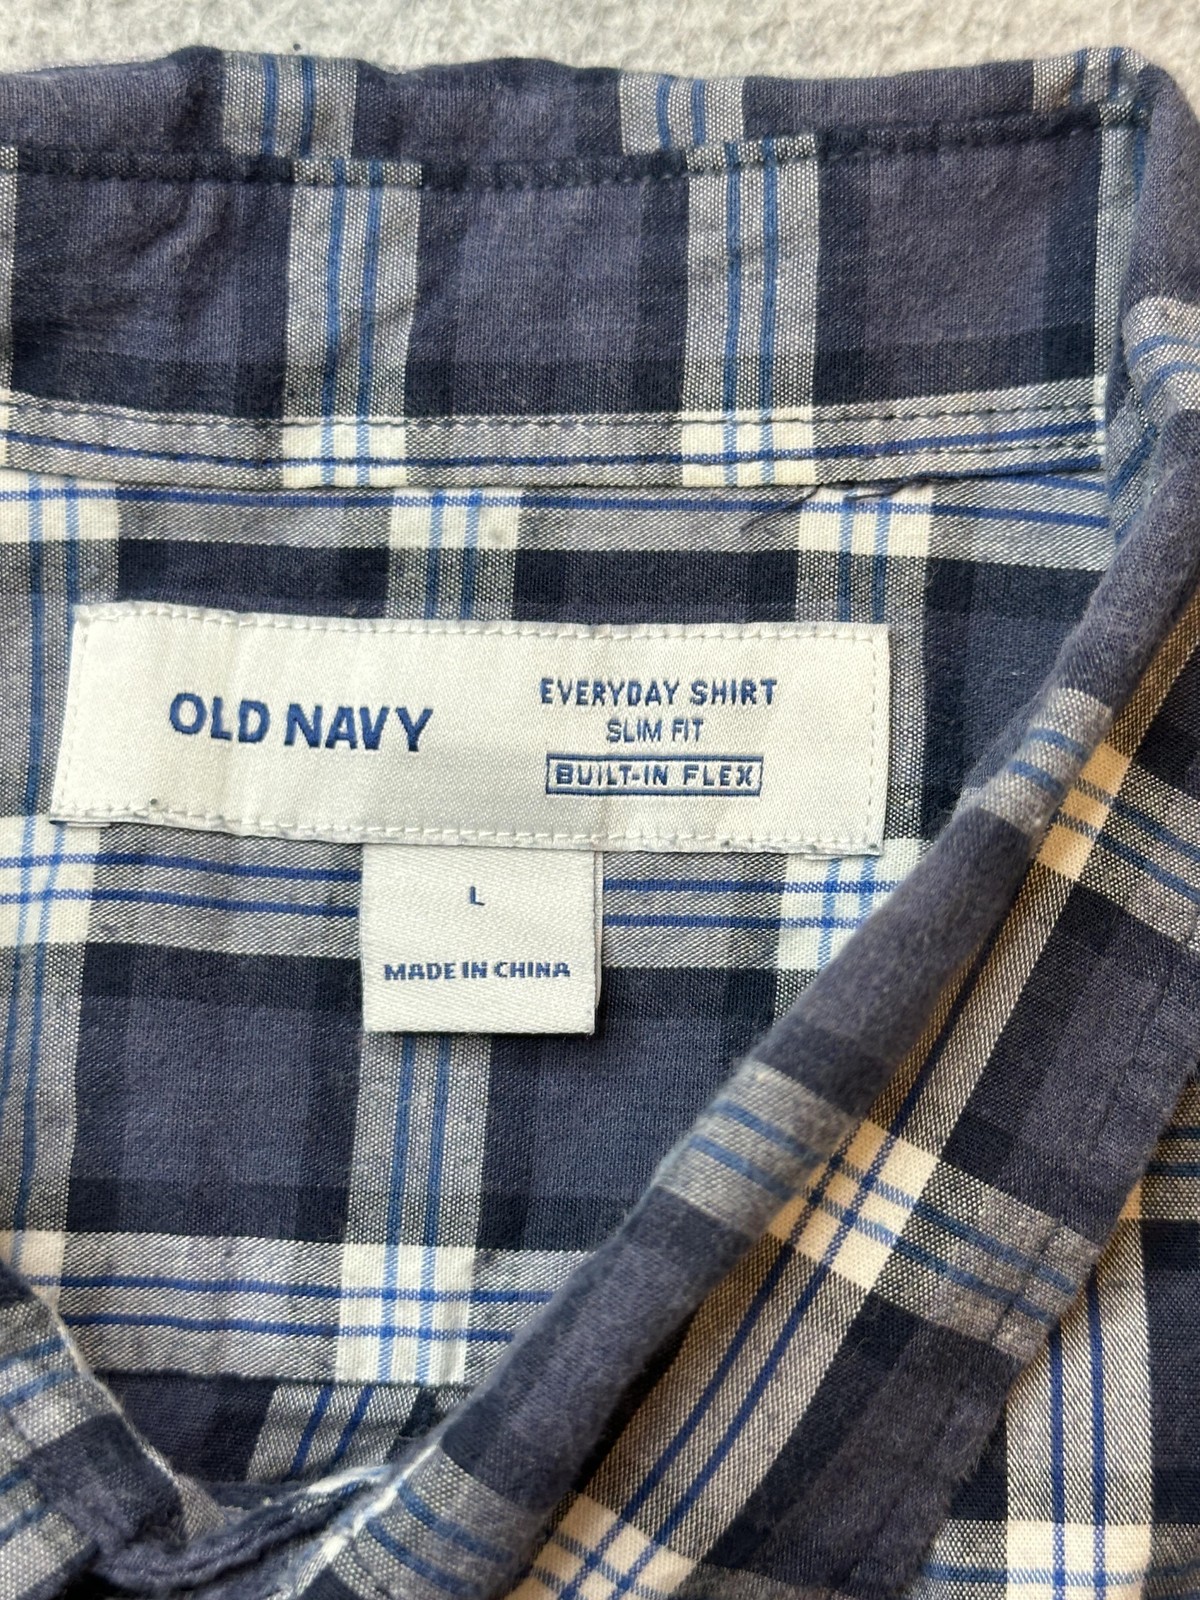 OLD NAVY
EVERYDAY SHIRT
SLIM FIT
BUILT-IN FLEX
L
MADE IN CHINA